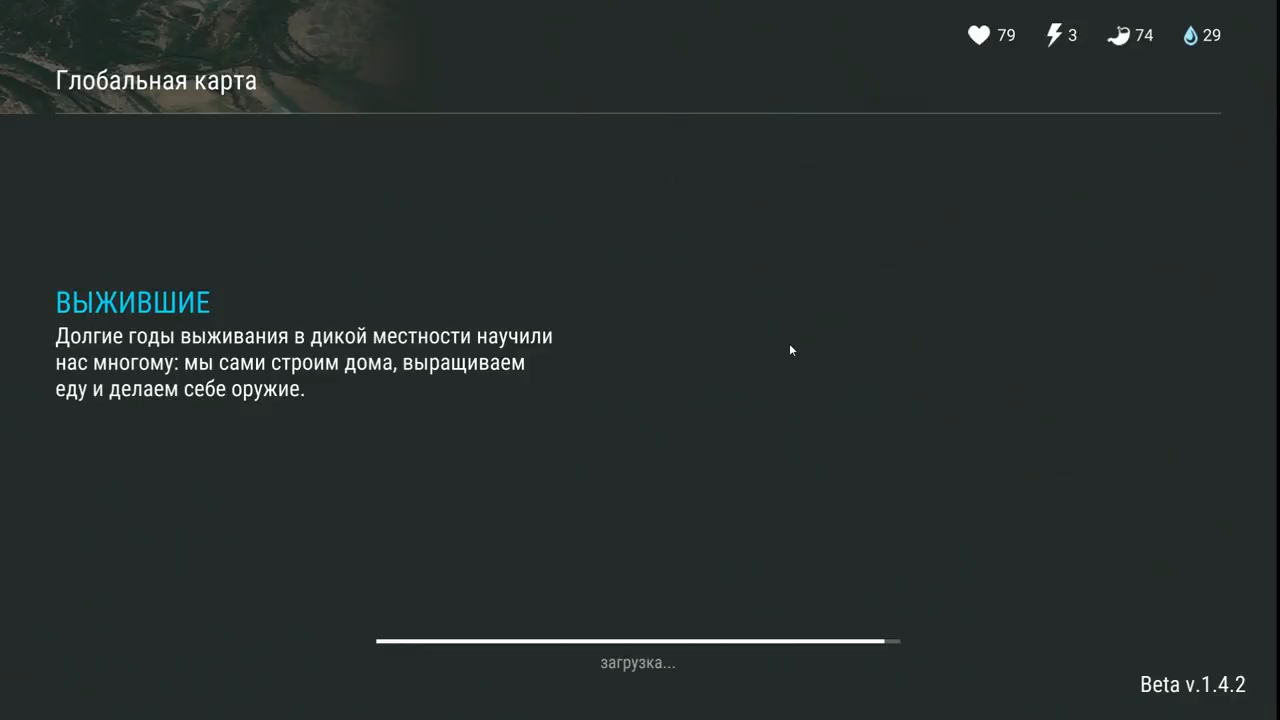 79 3 74 29
Глобальная карта
ВЫЖИВШИЕ
Долгие годы выживания в дикой местности научили
нас многому: мы сами строим дома, выращиваем
еду и делаем себе оружие.
загрузка...
Beta v.1.4.2